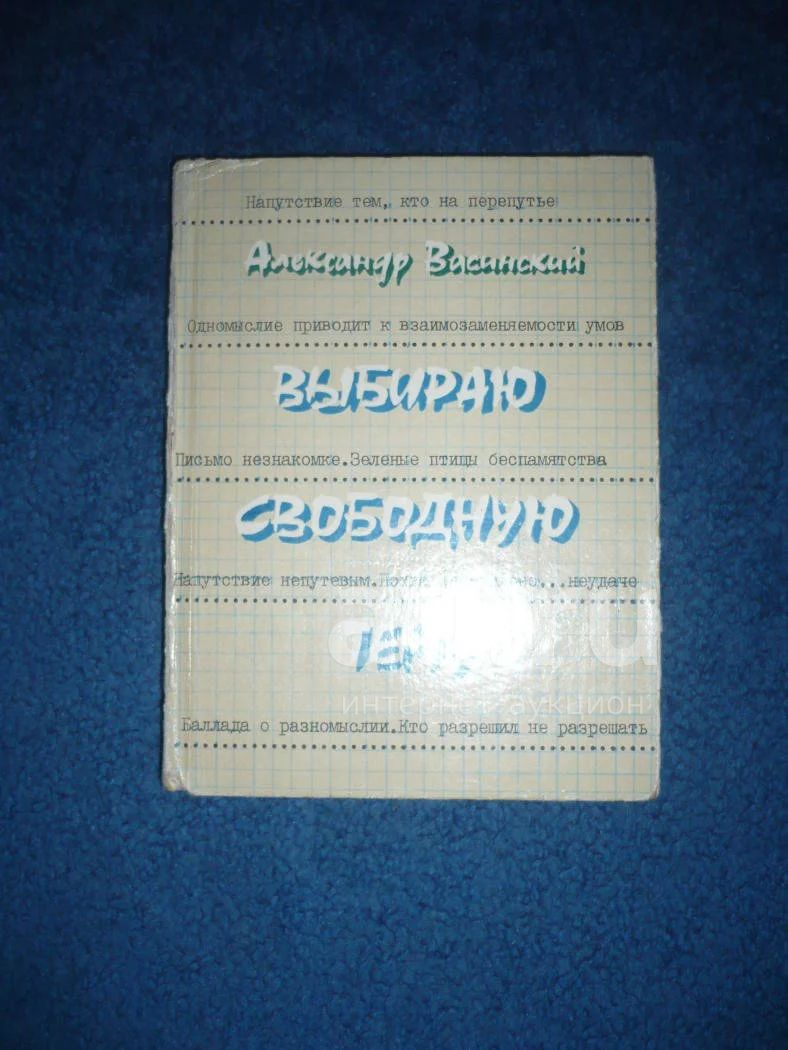 Напутствие тем, кто на перепутье
Александр Васинский
Одномыслие приводит к взаимозаменяемости умов
ВЫБИРАЮ
Письмо незнакомке. Зеленые птицы беспамятства
СВОБОДНУЮ
Напутствие непутевым. ...неудаче
интернет аукцион
Баллада о разномыслии. Кто разрешил не разрешать